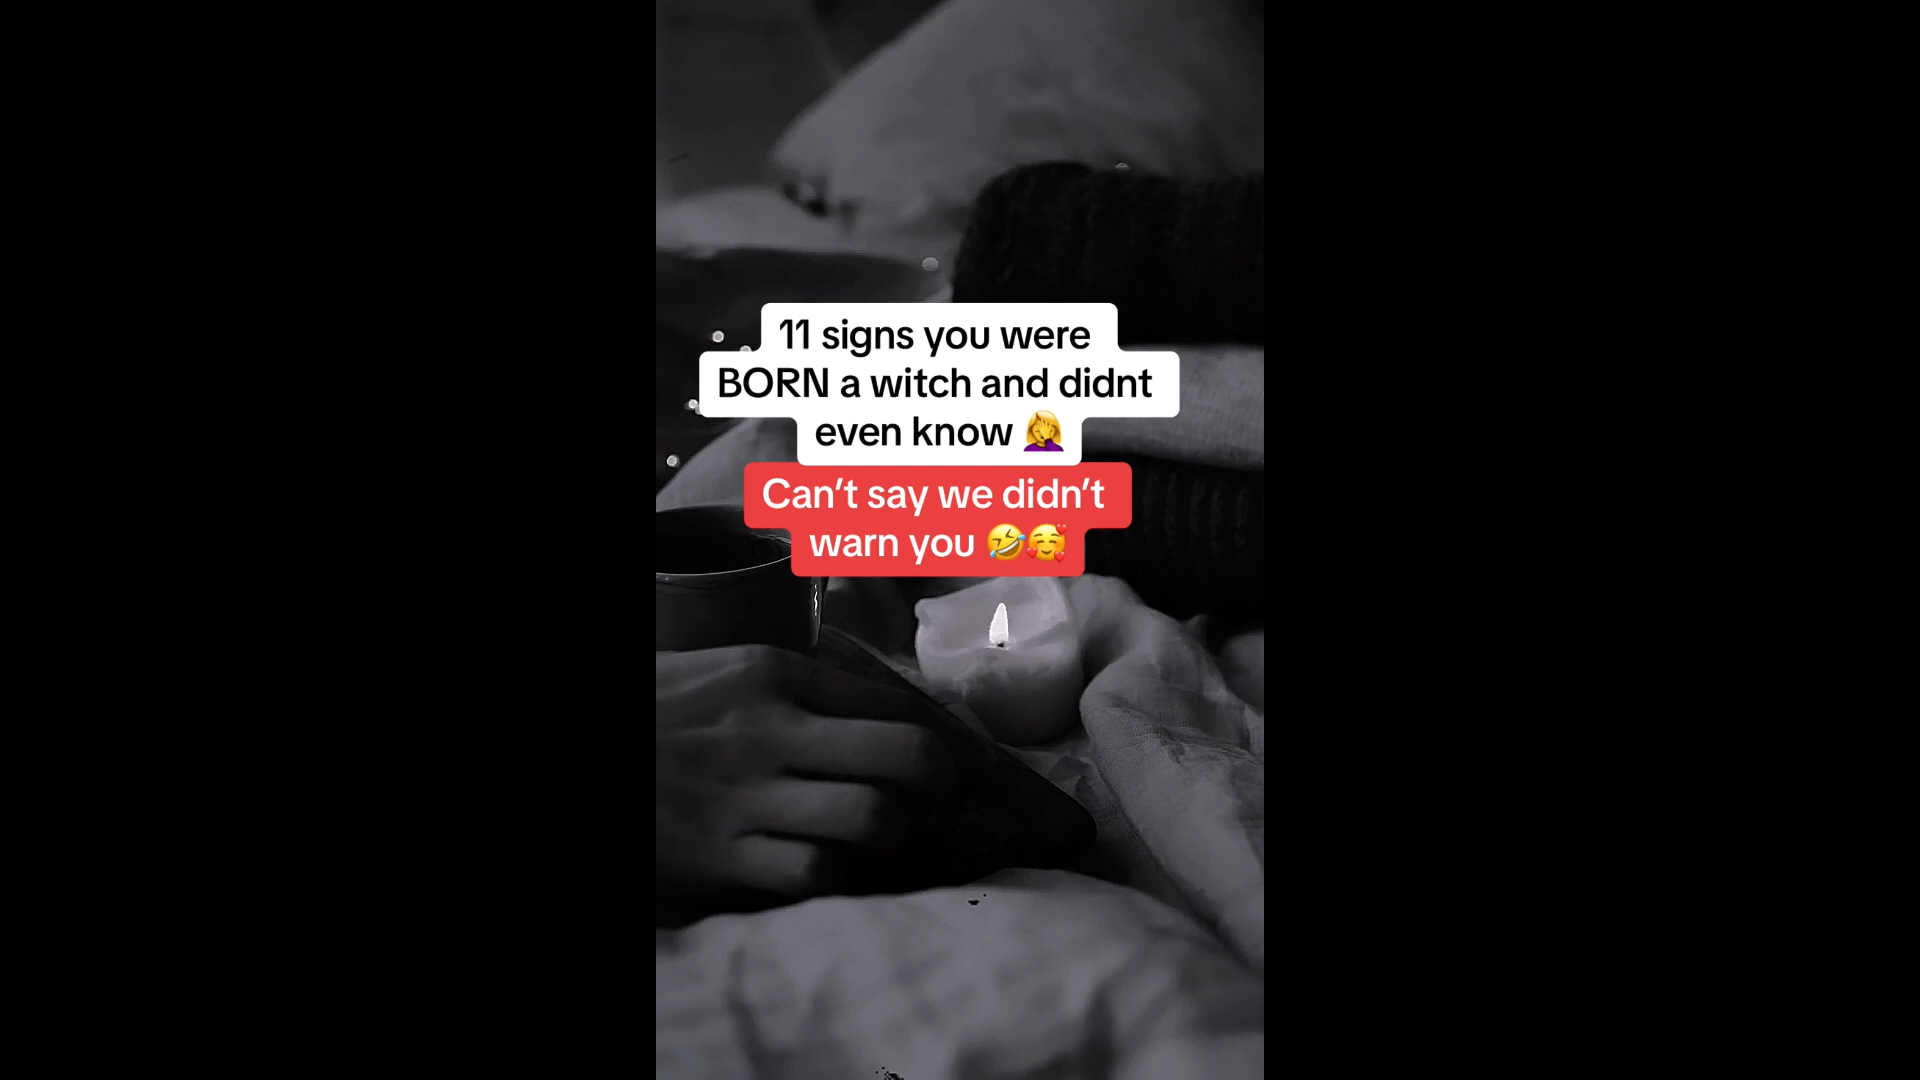 11 signs you were
BORN a witch and didnt
even know 🤦‍♀️
Can’t say we didn’t
warn you 🤣🥰